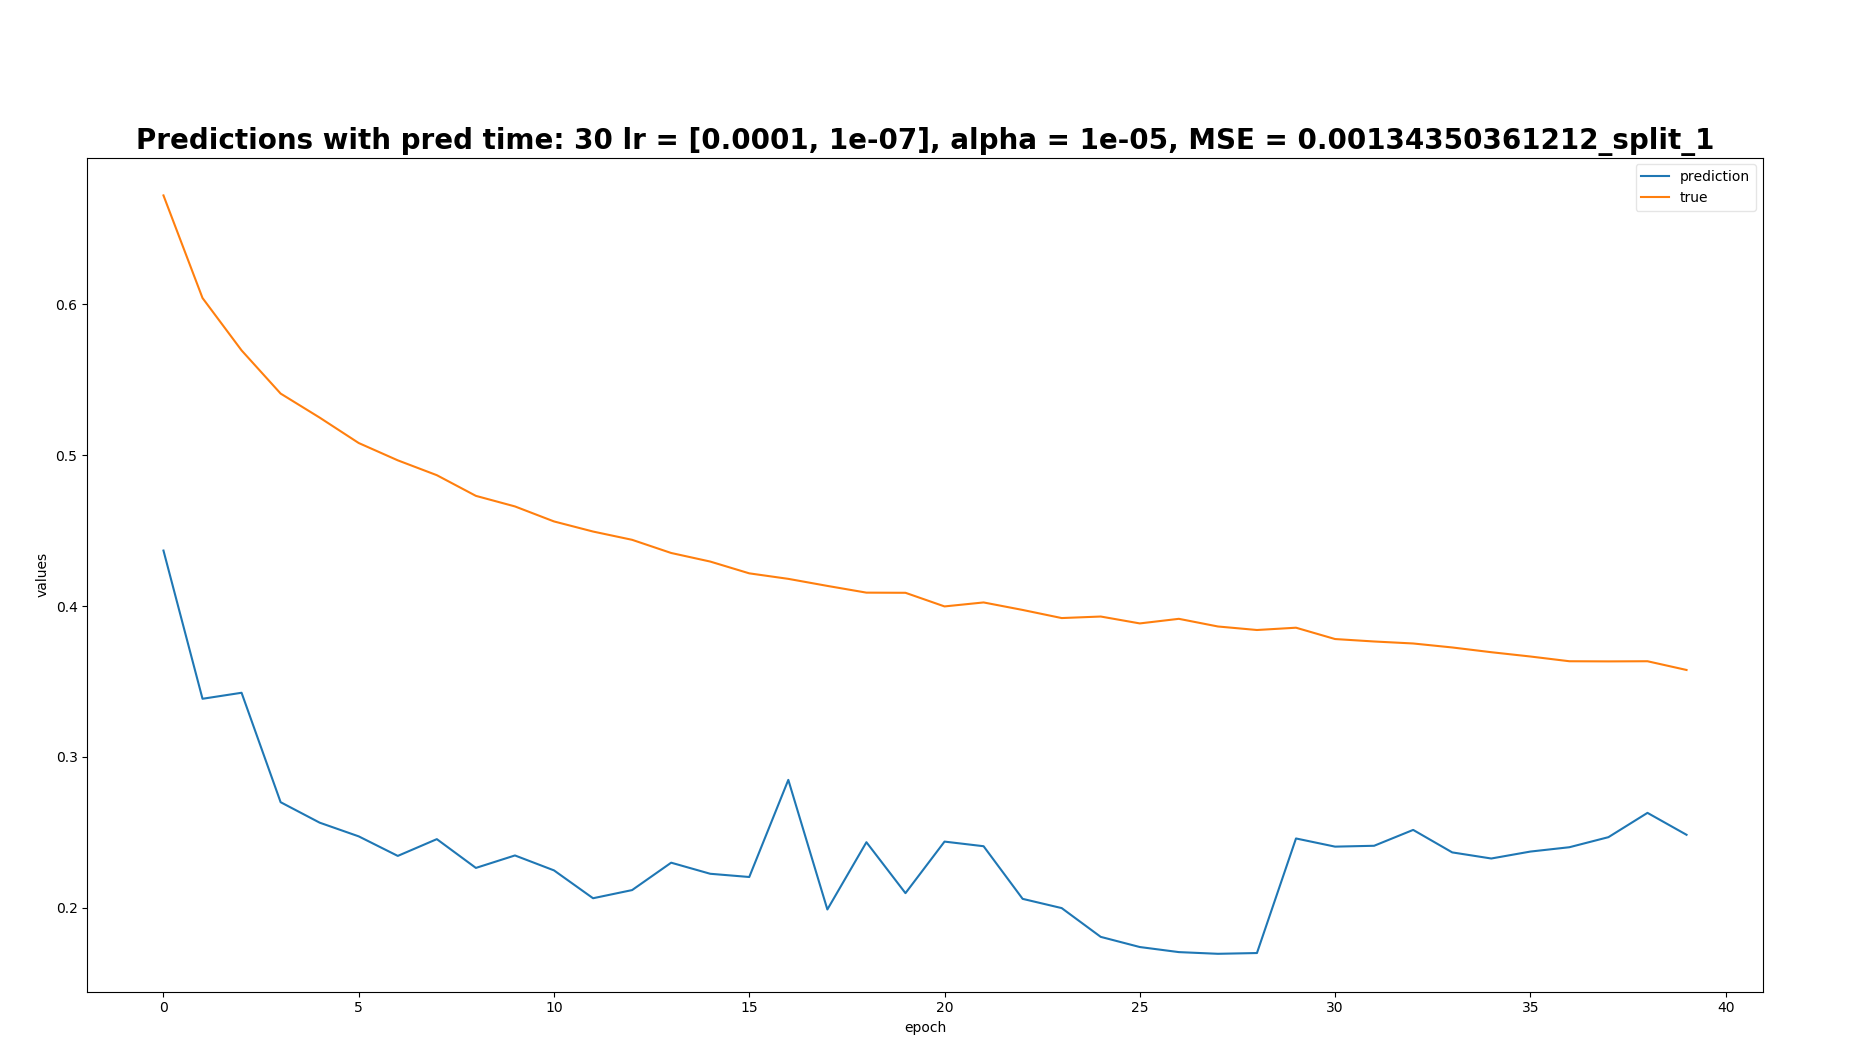 Predictions with pred time: 30 lr = [0.0001, 1e-07], alpha = 1e-05, MSE = 0.00134350361212_split_1
prediction
true
0.6
0.5
0.4
0.3
0.2
values
0 5 10 15 20 25 30 35 40
epoch